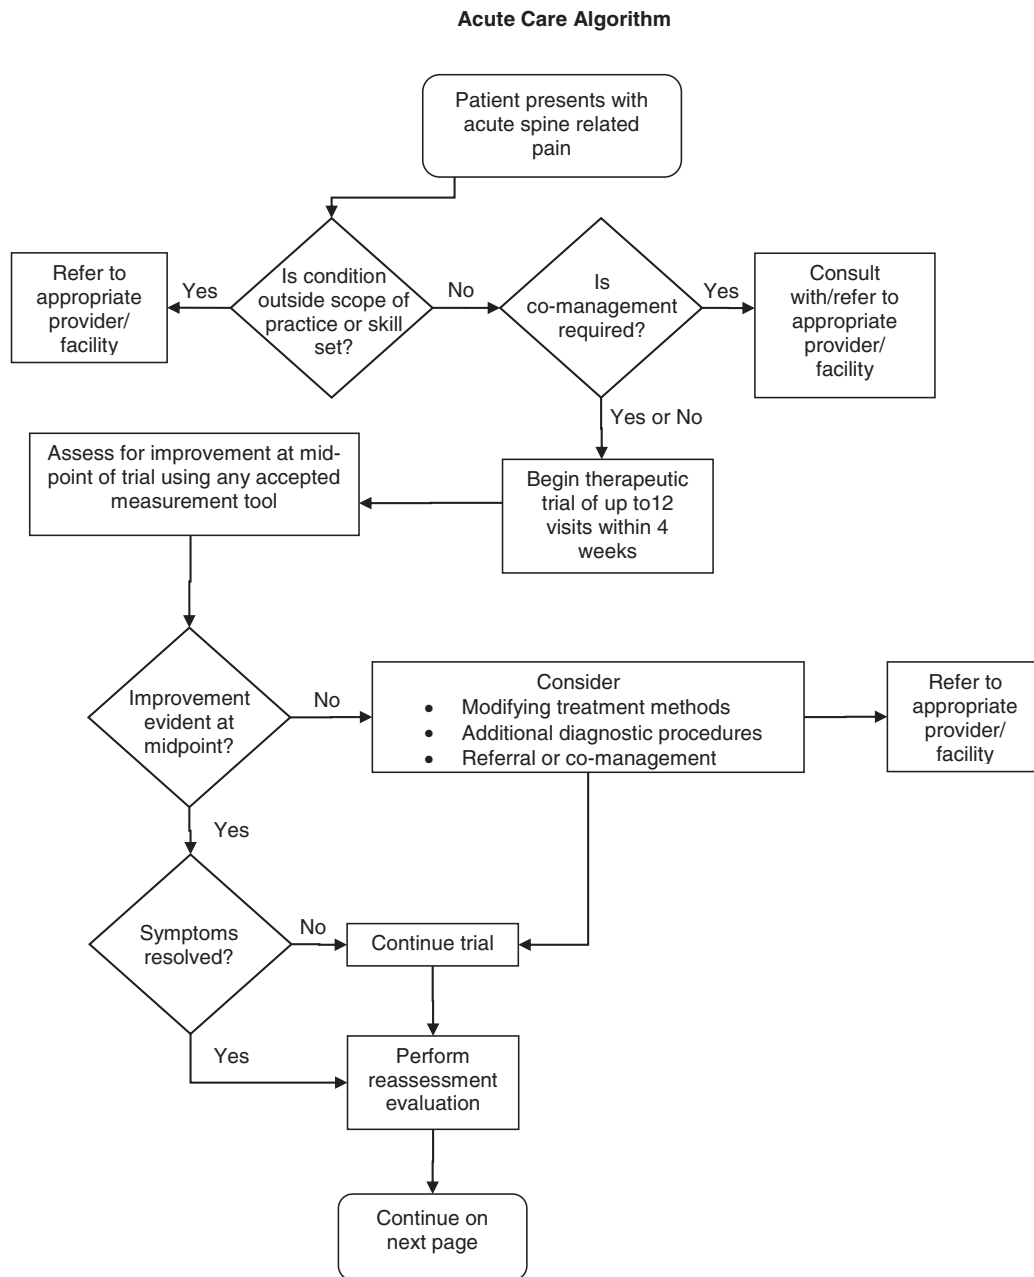 Acute Care Algorithm
Patient presents with
acute spine related
pain
Refer to
appropriate
provider/
facility
Yes
Is condition
outside scope of
practice or skill
set?
No
Is
co-management
required?
Yes
Consult
with/refer to
appropriate
provider/
facility
Yes or No
Assess for improvement at mid-
point of trial using any accepted
measurement tool
Begin therapeutic
trial of up to12
visits within 4
weeks
Improvement
evident at
midpoint?
No
Consider
• Modifying treatment methods
• Additional diagnostic procedures
• Referral or co-management
Refer to
appropriate
provider/
facility
Yes
Symptoms
resolved?
No
Continue trial
Yes
Perform
reassessment
evaluation
Continue on
next page